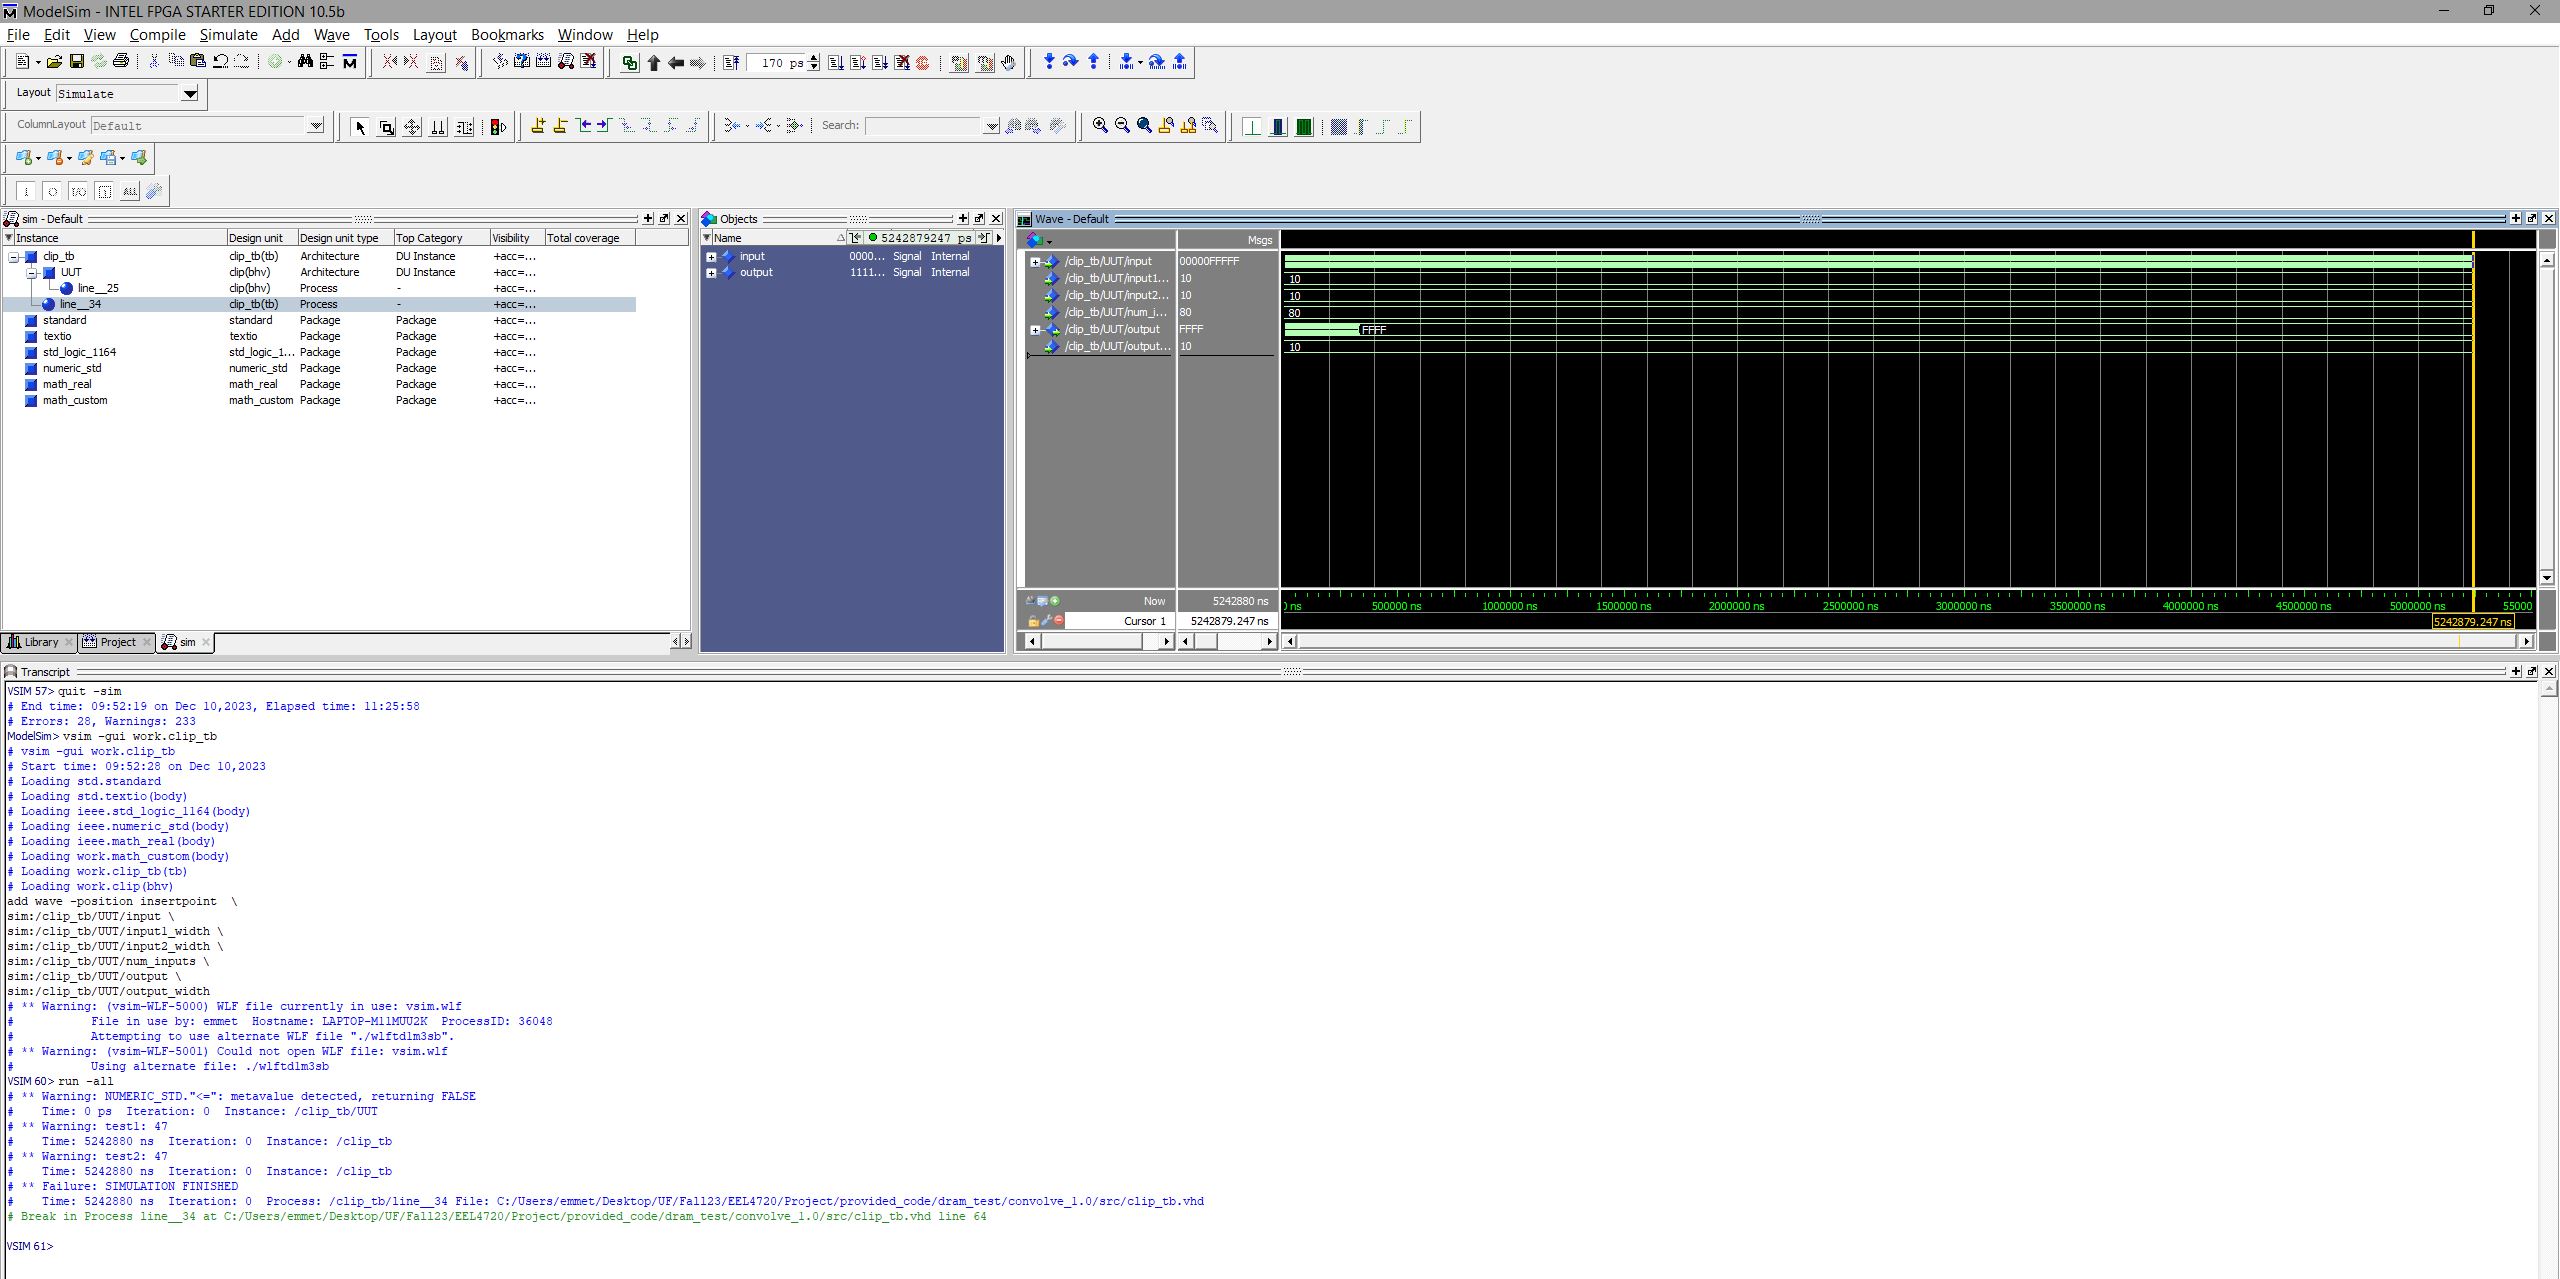 ModelSim - INTEL FPGA STARTER EDITION 10.5b
File Edit View Compile Simulate Add Wave Tools Layout Bookmarks Window Help
170 ps
Layout Simulate
ColumnLayout Default
Search:
sim - Default
Instance Design unit Design unit type Top Category Visibility Total coverage
clip_tb clip_tb(tb) Architecture DU Instance +acc=...
UUT clip(bhv) Architecture DU Instance +acc=...
line__25 clip(bhv) Process - +acc=...
line__34 clip_tb(tb) Process - +acc=...
standard standard Package Package +acc=...
textio textio Package Package +acc=...
std_logic_1164 std_logic_1... Package Package +acc=...
numeric_std numeric_std Package Package +acc=...
math_real math_real Package Package +acc=...
math_custom math_custom Package Package +acc=...
Library Project sim
Objects
Name 5242879247 ps
input 0000... Signal Internal
output 1111... Signal Internal
Wave - Default
Msgs
/clip_tb/UUT/input 00000FFFFF
/clip_tb/UUT/input1... 10 10
/clip_tb/UUT/input2... 10 10
/clip_tb/UUT/num_i... 80 80
/clip_tb/UUT/output FFFF FFFF
/clip_tb/UUT/output... 10 10
Now 5242880 ns
Cursor 1 5242879.247 ns
500000 ns 1000000 ns 1500000 ns 2000000 ns 2500000 ns 3000000 ns 3500000 ns 4000000 ns 4500000 ns 5000000 ns 55000
5242879.247 ns
Transcript
VSIM 57> quit -sim
# End time: 09:52:19 on Dec 10,2023, Elapsed time: 11:25:58
# Errors: 28, Warnings: 233
ModelSim> vsim -gui work.clip_tb
# vsim -gui work.clip_tb
# Start time: 09:52:28 on Dec 10,2023
# Loading std.standard
# Loading std.textio(body)
# Loading ieee.std_logic_1164(body)
# Loading ieee.numeric_std(body)
# Loading ieee.math_real(body)
# Loading work.math_custom(body)
# Loading work.clip_tb(tb)
# Loading work.clip(bhv)
add wave -position insertpoint \
sim:/clip_tb/UUT/input \
sim:/clip_tb/UUT/input1_width \
sim:/clip_tb/UUT/input2_width \
sim:/clip_tb/UUT/num_inputs \
sim:/clip_tb/UUT/output \
sim:/clip_tb/UUT/output_width
# ** Warning: (vsim-WLF-5000) WLF file currently in use: vsim.wlf
# File in use by: emmet Hostname: LAPTOP-M11MUU2K ProcessID: 36048
# Attempting to use alternate WLF file "./wlftdlm3sb".
# ** Warning: (vsim-WLF-5001) Could not open WLF file: vsim.wlf
# Using alternate file: ./wlftdlm3sb
VSIM 60> run -all
# ** Warning: NUMERIC_STD."<=": metavalue detected, returning FALSE
# Time: 0 ps Iteration: 0 Instance: /clip_tb/UUT
# ** Warning: test1: 47
# Time: 5242880 ns Iteration: 0 Instance: /clip_tb
# ** Warning: test2: 47
# Time: 5242880 ns Iteration: 0 Instance: /clip_tb
# ** Failure: SIMULATION FINISHED
# Time: 5242880 ns Iteration: 0 Process: /clip_tb/line__34 File: C:/Users/emmet/Desktop/UF/Fall23/EEL4720/Project/provided_code/dram_test/convolve_1.0/src/clip_tb.vhd
# Break in Process line__34 at C:/Users/emmet/Desktop/UF/Fall23/EEL4720/Project/provided_code/dram_test/convolve_1.0/src/clip_tb.vhd line 64
VSIM 61>